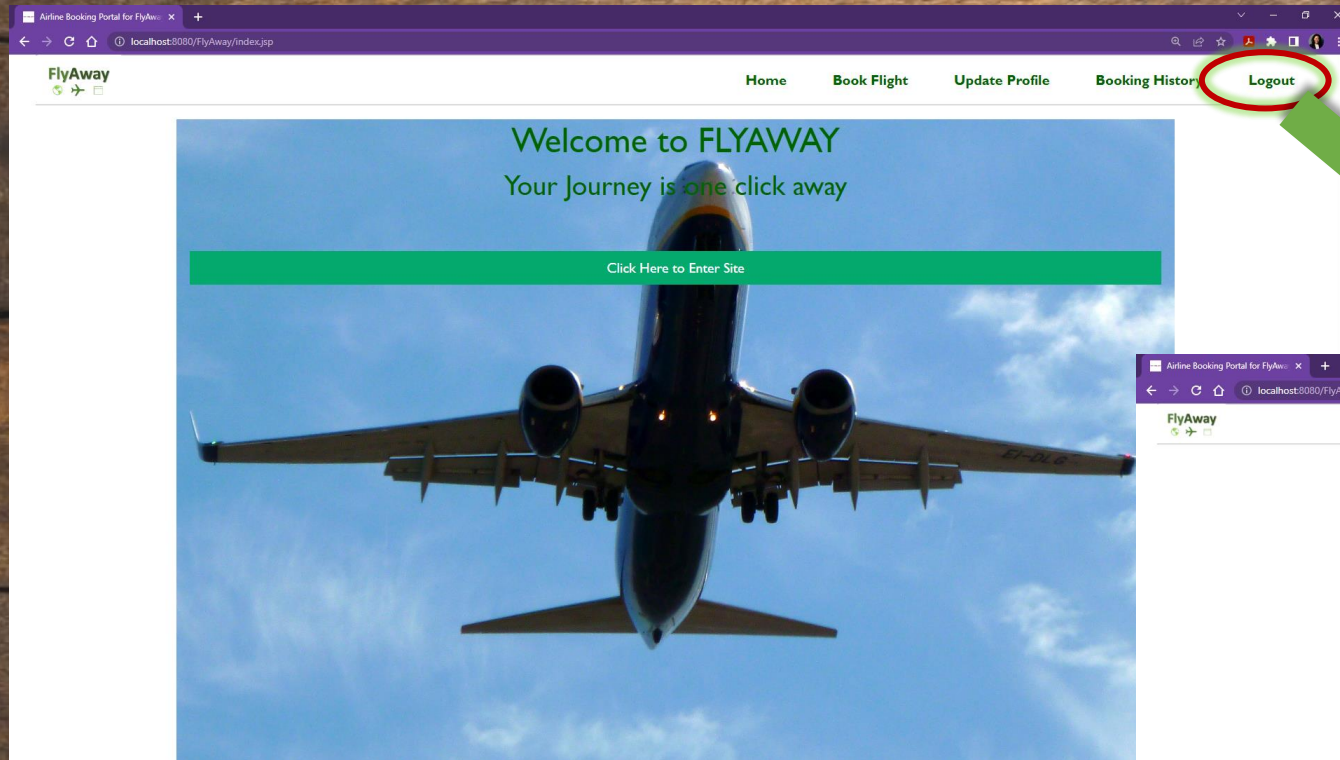 Airline Booking Portal for FlyAw
localhost:8080/FlyAway/index.jsp
FlyAway
Home Book Flight Update Profile Booking History Logout
Welcome to FLYAWAY
Your Journey is one click away
Click Here to Enter Site
EI-DLG
Airline Booking Portal for FlyAw
localhost:8080/FlyA
FlyAway